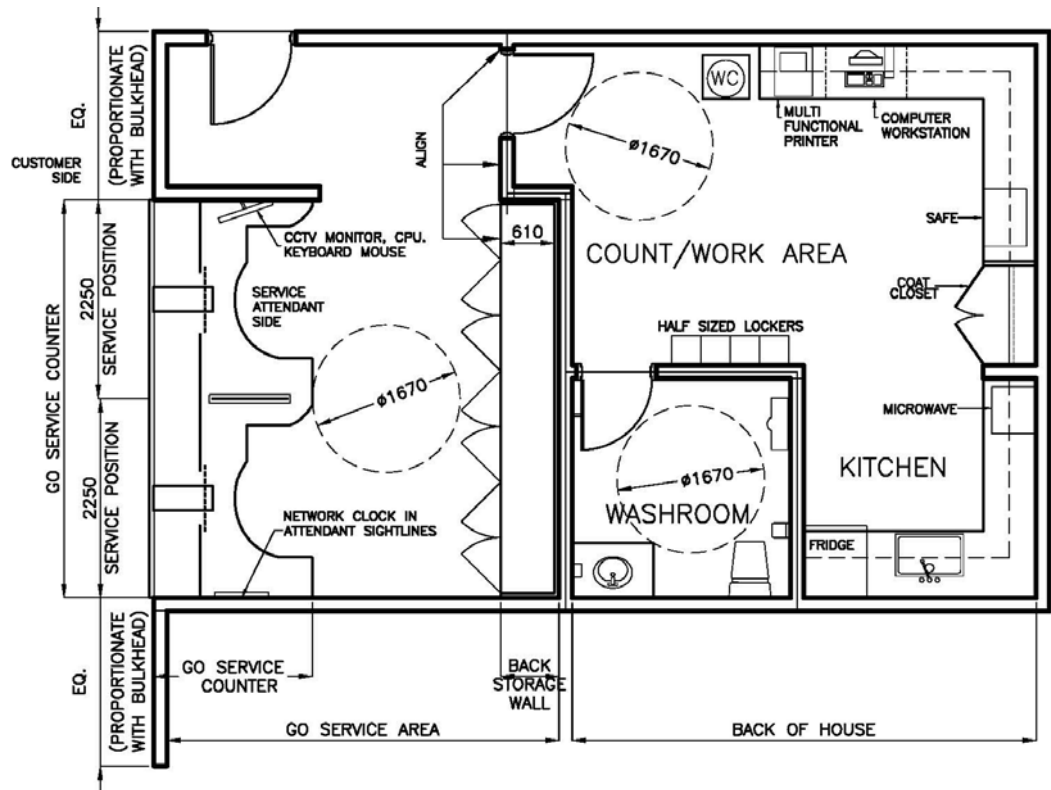 EQ.
(PROPORTIONATE
WITH BULKHEAD)
CUSTOMER
SIDE
GO SERVICE COUNTER
2250
SERVICE POSITION
2250
SERVICE POSITION
EQ.
(PROPORTIONATE
WITH BULKHEAD)
ALIGN
CCTV MONITOR, CPU.
KEYBOARD MOUSE
SERVICE
ATTENDANT
SIDE
ø1670
NETWORK CLOCK IN
ATTENDANT SIGHTLINES
610
WC
ø1670
MULTI
FUNCTIONAL
PRINTER
COMPUTER
WORKSTATION
SAFE
COUNT/WORK AREA
COAT
CLOSET
HALF SIZED LOCKERS
MICROWAVE
KITCHEN
ø1670
WASHROOM
FRIDGE
GO SERVICE
COUNTER
BACK
STORAGE
WALL
GO SERVICE AREA
BACK OF HOUSE